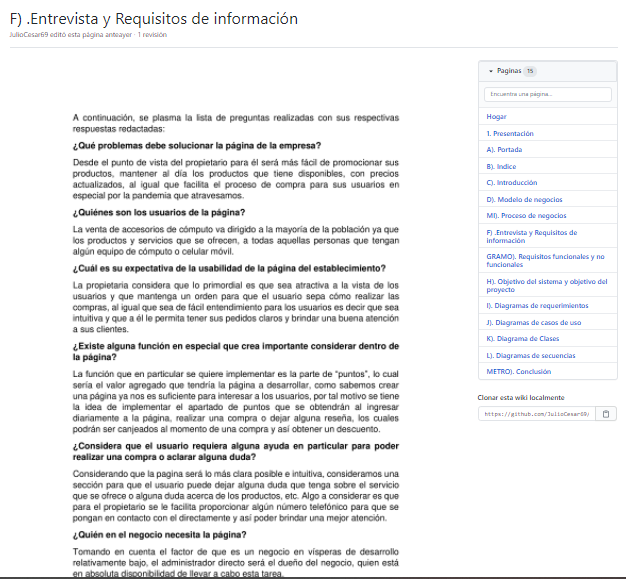 F) .Entrevista y Requisitos de información
JulioCesar69 editó esta página anteayer · 1 revisión
A continuación, se plasma la lista de preguntas realizadas con sus respectivas
respuestas redactadas:
¿Qué problemas debe solucionar la página de la empresa?
Desde el punto de vista del propietario para él será más fácil de promocionar sus
productos, mantener al día los productos que tiene disponibles, con precios
actualizados, al igual que facilita el proceso de compra para sus usuarios en
especial por la pandemia que atravesamos.
¿Quiénes son los usuarios de la página?
La venta de accesorios de cómputo va dirigido a la mayoría de la población ya que
los productos y servicios que se ofrecen, a todas aquellas personas que tengan
algún equipo de cómputo o celular móvil.
¿Cuál es su expectativa de la usabilidad de la página del establecimiento?
La propietaria considera que lo primordial es que sea atractiva a la vista de los
usuarios y que mantenga un orden para que el usuario sepa cómo realizar las
compras, al igual que sea de fácil entendimiento para los usuarios es decir que sea
intuitiva y que a él le permita tener sus pedidos claros y brindar una buena atención
a sus clientes.
¿Existe alguna función en especial que crea importante considerar dentro de
la página?
La función que en particular se quiere implementar es la parte de "puntos", lo cual
sería el valor agregado que tendría la página a desarrollar, como sabemos crear
una página ya nos es suficiente para interesar a los usuarios, por tal motivo se tiene
la idea de implementar el apartado de puntos que se obtendrán al ingresar
diariamente a la página, realizar una compra o dejar alguna reseña, los cuales
podrán ser canjeados al momento de una compra y así obtener un descuento.
¿Considera que el usuario requiera alguna ayuda en particular para poder
realizar una compra o aclarar alguna duda?
Considerando que la pagina será lo más clara posible e intuitiva, consideramos una
sección para que el usuario puede dejar alguna duda que tenga sobre el servicio
que se ofrece o alguna duda acerca de los productos, etc. Algo a considerar es que
para el propietario se le facilita proporcionar algún número telefónico para que se
pongan en contacto con el directamente y así poder brindar una mejor atención.
¿Quién en el negocio necesita la página?
Tomando en cuenta el factor de que es un negocio en vísperas de desarrollo
relativamente bajo, el administrador directo será el dueño del negocio, quien está
en absoluta disponibilidad de llevar a cabo esta tarea.
Paginas 15
Encuentra una página...
Hogar
1. Presentación
A). Portada
B). Indice
C). Introducción
D). Modelo de negocios
MI). Proceso de negocios
F) .Entrevista y Requisitos de
información
GRAMO). Requisitos funcionales y no
funcionales
H). Objetivo del sistema y objetivo del
proyecto
I). Diagramas de requerimientos
J). Diagramas de casos de uso
K). Diagrama de Clases
L). Diagramas de secuencias
METRO). Conclusión
Clonar esta wiki localmente
https://github.com/JulioCesar69/